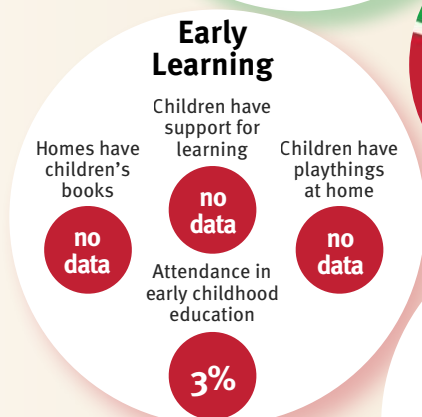 Early
Learning
Children have
support for
learning
no
data
Homes have
children’s
books
no
data
Children have
playthings
at home
no
data
Attendance in
early childhood
education
3%